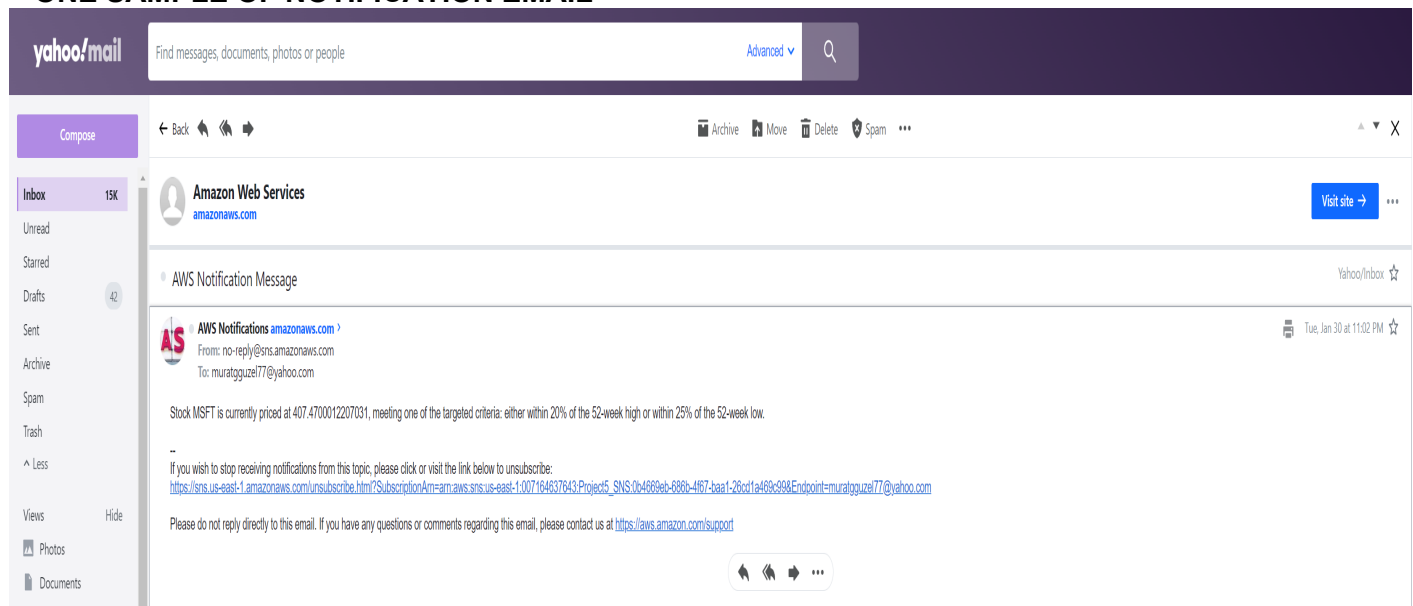 ONE SAMPLE OF NOTIFICATION EMAIL
yahoo!mail
Find messages, documents, photos or people
Advanced
Compose
Back
Archive
Move
Delete
Spam
Inbox 15K
Unread
Starred
Drafts 42
Sent
Archive
Spam
Trash
Less
Views Hide
Photos
Documents
Amazon Web Services
amazonaws.com
Visit site →
AWS Notification Message
Yahoo/Inbox
AS
AWS Notifications amazonaws.com >
Tue, Jan 30 at 11:02 PM
From: no-reply@sns.amazonaws.com
To: muratgguzel77@yahoo.com
Stock MSFT is currently priced at 407.4700012207031, meeting one of the targeted criteria: either within 20% of the 52-week high or within 25% of the 52-week low.
--
If you wish to stop receiving notifications from this topic, please click or visit the link below to unsubscribe:
https://sns.us-east-1.amazonaws.com/unsubscribe.html?SubscriptionArn=arn:aws:sns:us-east-1:007164637643:Project5_SNS:0b4669eb-686b-4f67-baa1-26cd1a469c99&Endpoint=muratgguzel77@yahoo.com
Please do not reply directly to this email. If you have any questions or comments regarding this email, please contact us at https://aws.amazon.com/support